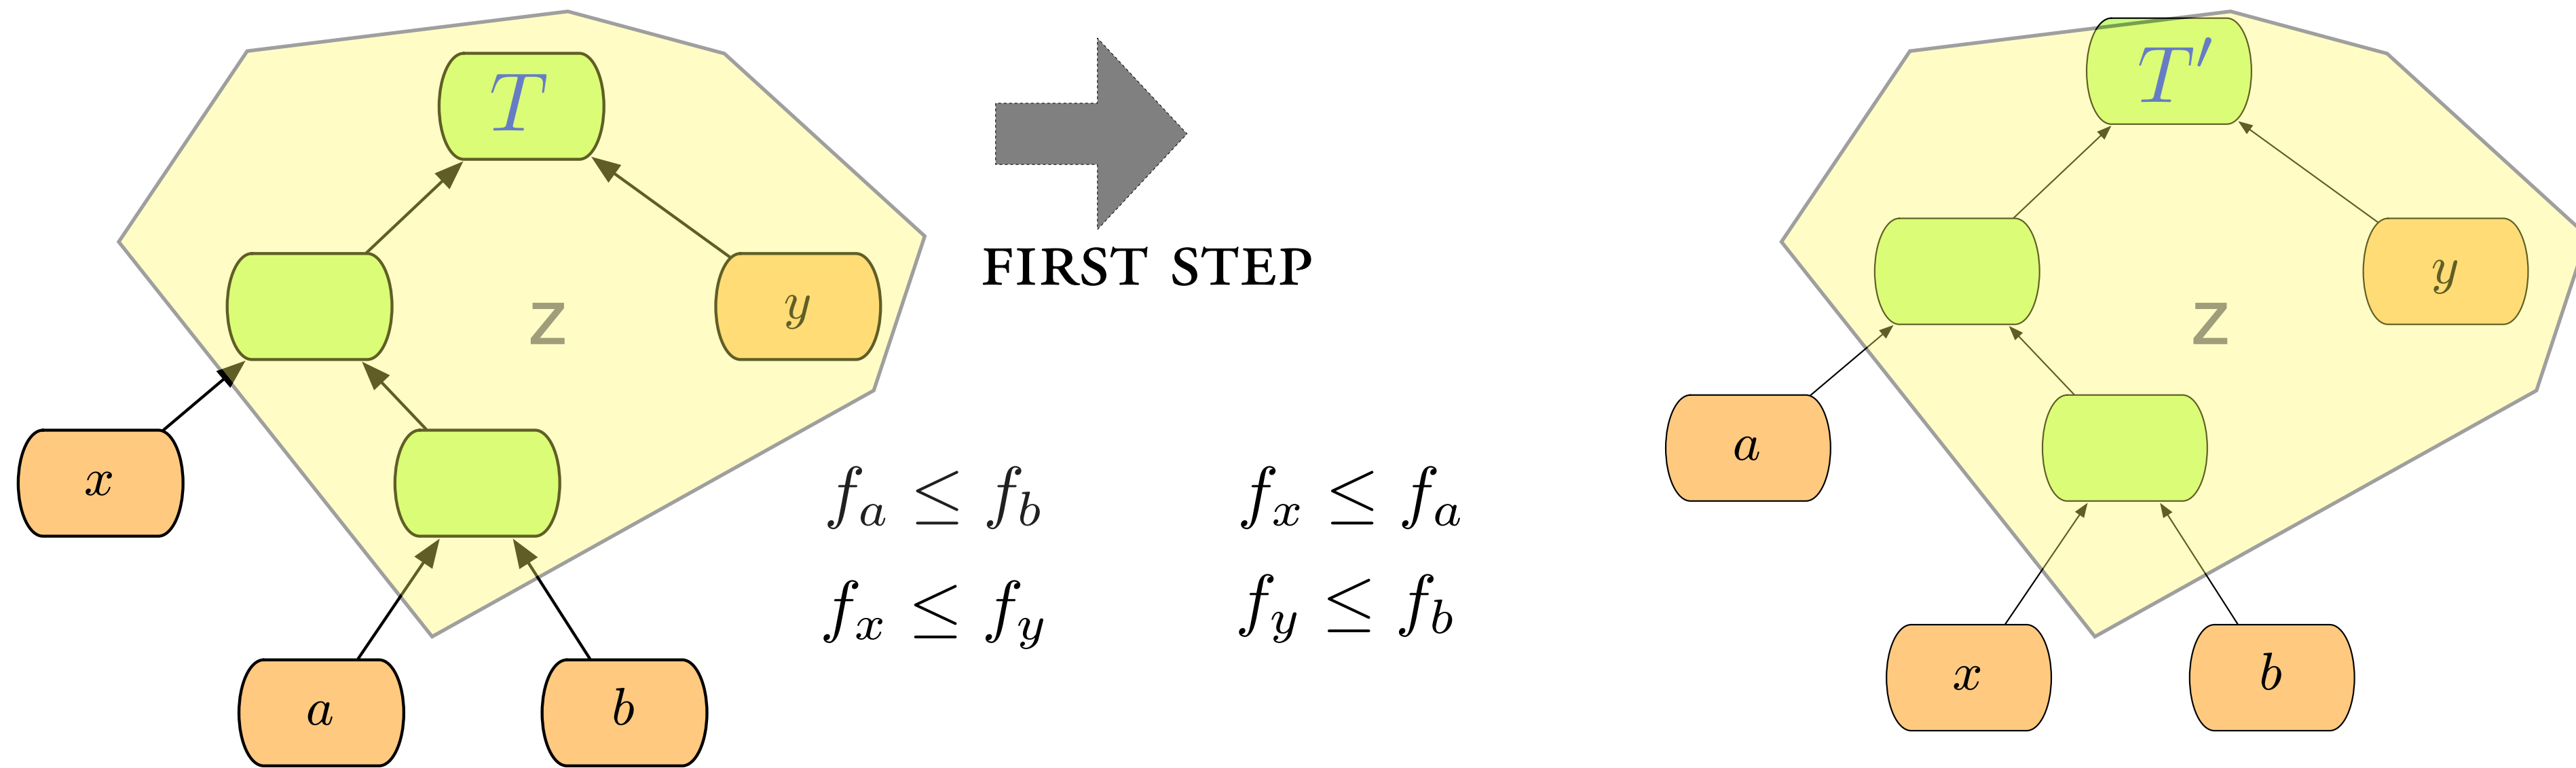 T
y
z
x
a
b
FIRST STEP
f_a ≤ f_b
f_x ≤ f_a
f_x ≤ f_y
f_y ≤ f_b
T′
y
z
a
x
b